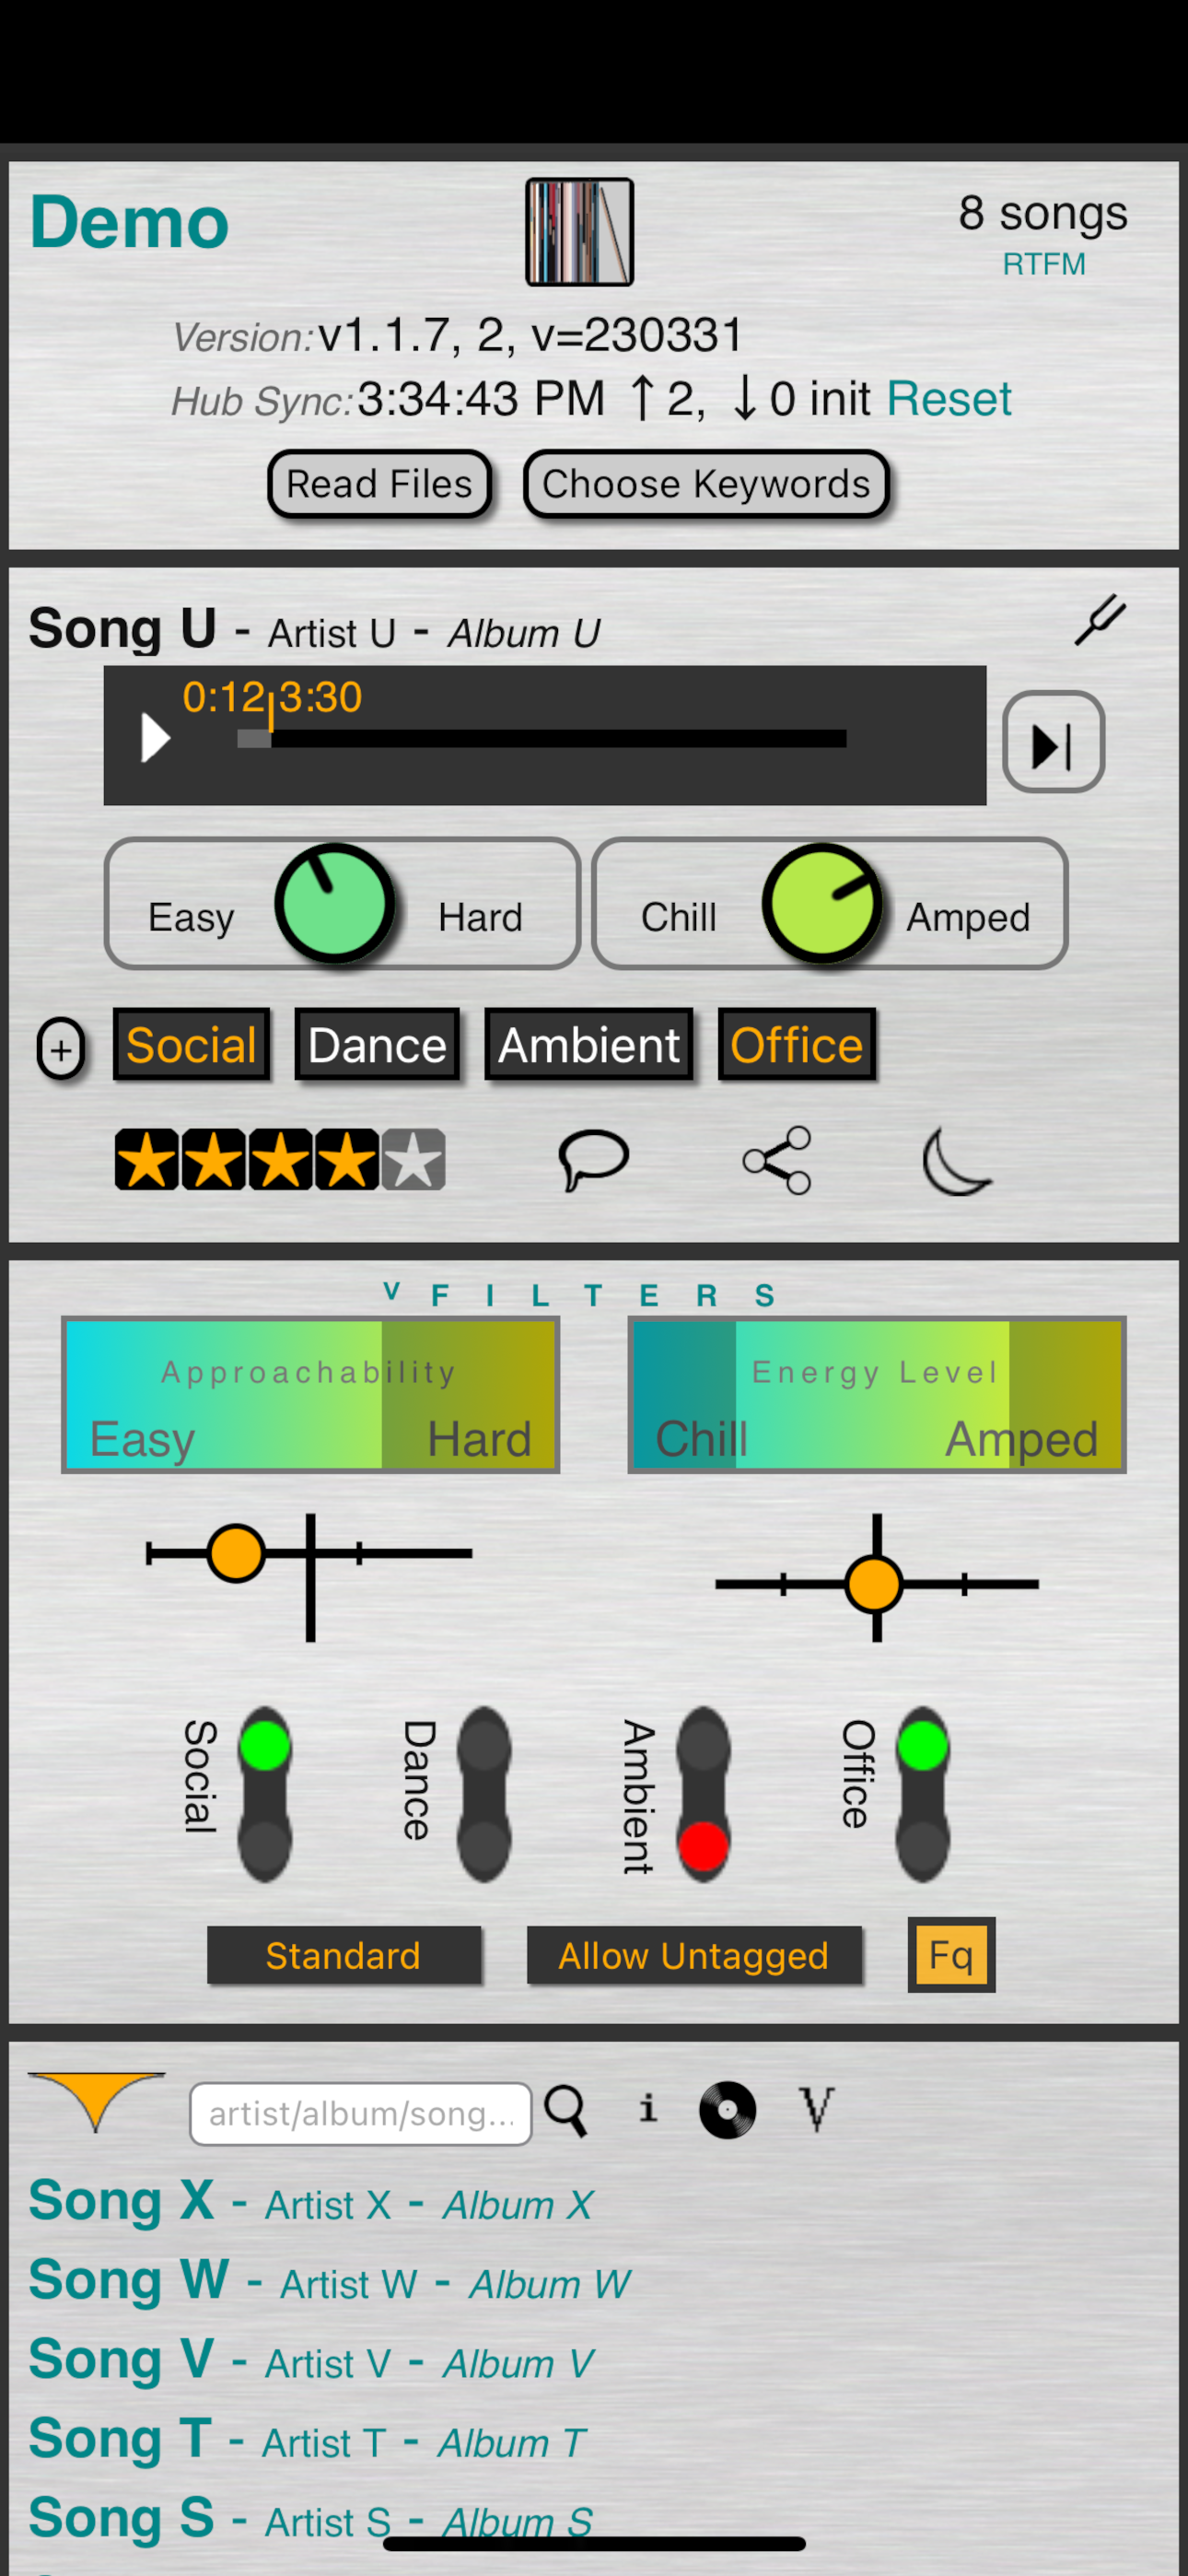 Demo
8 songs
RTFM
Version: v1.1.7, 2, v=230331
Hub Sync: 3:34:43 PM ↑2, ↓0 init Reset
Read Files Choose Keywords
Song U - Artist U - Album U
0:12 3:30
Easy Hard Chill Amped
+ Social Dance Ambient Office
V FILTERS
Approachability
Easy Hard
Energy Level
Chill Amped
Social Dance Ambient Office
Standard Allow Untagged Fq
artist/album/song... i V
Song X - Artist X - Album X
Song W - Artist W - Album W
Song V - Artist V - Album V
Song T - Artist T - Album T
Song S - Artist S - Album S